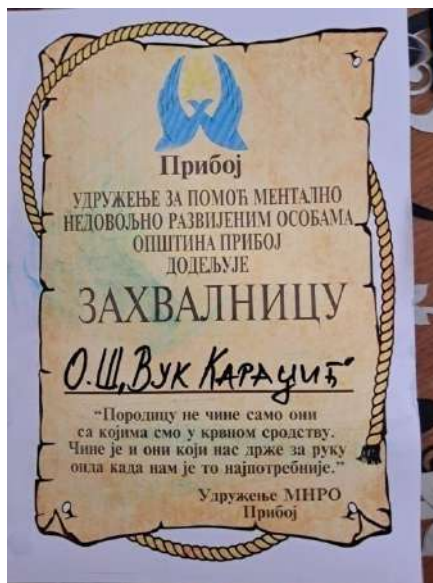 Прибој
УДРУЖЕЊЕ ЗА ПОМОЋ МЕНТАЛНО
НЕДОВОЉНО РАЗВИЈЕНИМ ОСОБАМА
ОПШТИНА ПРИБОЈ
ДОДЕЉУЈЕ
ЗАХВАЛНИЦУ
О.Ш,,ВУК КАРАЏИЋ"
“Породицу не чине само они
са којима смо у крвном сродству.
Чине је и они који нас држе за руку
онда када нам је то најпотребније.”
Удружење МНРО
Прибој